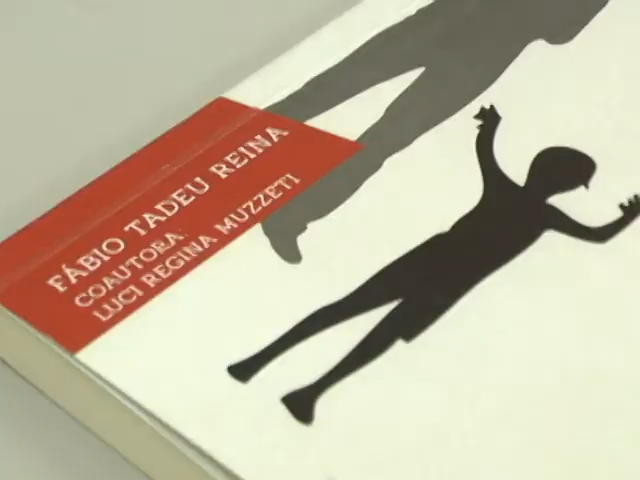 FÁBIO TADEU REINA
COAUTORA:
LUCI REGINA MUZZETI